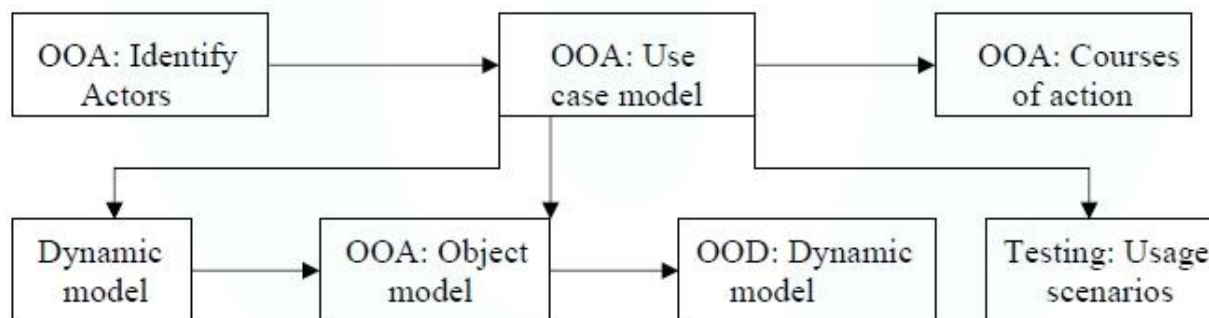 OOA: Identify
Actors
OOA: Use
case model
OOA: Courses
of action
Dynamic
model
OOA: Object
model
OOD: Dynamic
model
Testing: Usage
scenarios